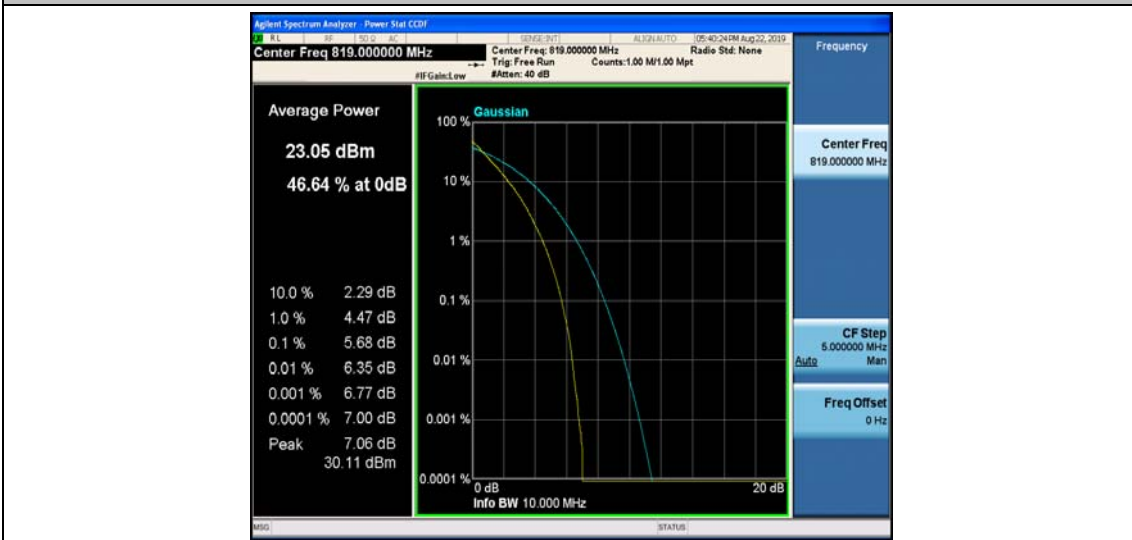 Agilent Spectrum Analyzer - Power Stat CCDF
RL RF 50 Ω AC SENSE:INT ALIGN AUTO 05:40:24 PM Aug 22, 2019
Center Freq 819.000000 MHz
Center Freq: 819.000000 MHz Radio Std: None
Trig: Free Run Counts:1.00 M/1.00 Mpt
#IFGain:Low #Atten: 40 dB
Frequency
Average Power
23.05 dBm
46.64 % at 0dB
10.0 % 2.29 dB
1.0 % 4.47 dB
0.1 % 5.68 dB
0.01 % 6.35 dB
0.001 % 6.77 dB
0.0001 % 7.00 dB
Peak 7.06 dB
30.11 dBm
Gaussian
100 %
10 %
1 %
0.1 %
0.01 %
0.001 %
0.0001 %
0 dB 20 dB
Info BW 10.000 MHz
Center Freq
819.000000 MHz
CF Step
5.000000 MHz
Auto Man
Freq Offset
0 Hz
MSG STATUS